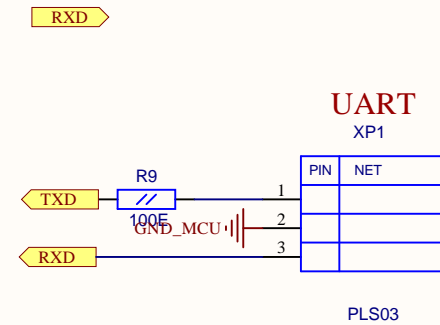 RXD
UART
XP1
PIN NET
R9
TXD
1
100E
GND_MCU
2
RXD
3
PLS03